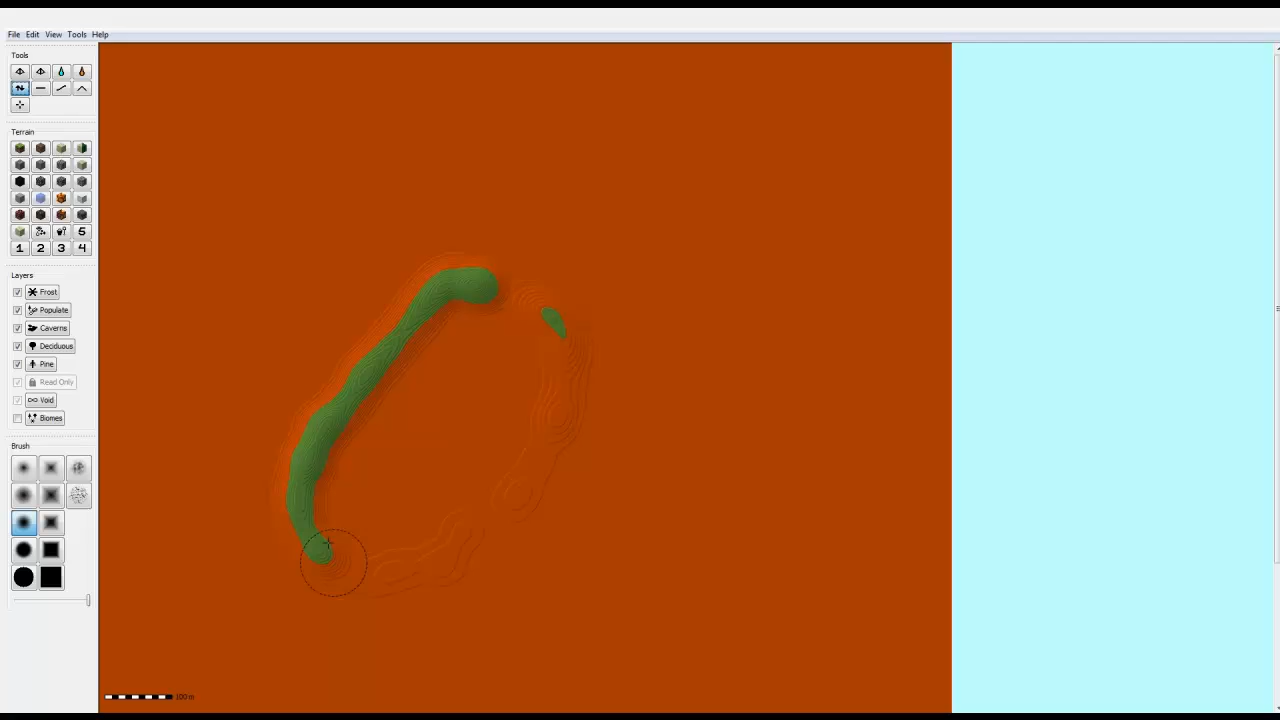 File Edit View Tools Help
Tools
Terrain
5
1 2 3 4
Layers
Frost
Populate
Caverns
Deciduous
Pine
Read Only
Void
Biomes
Brush
100 m